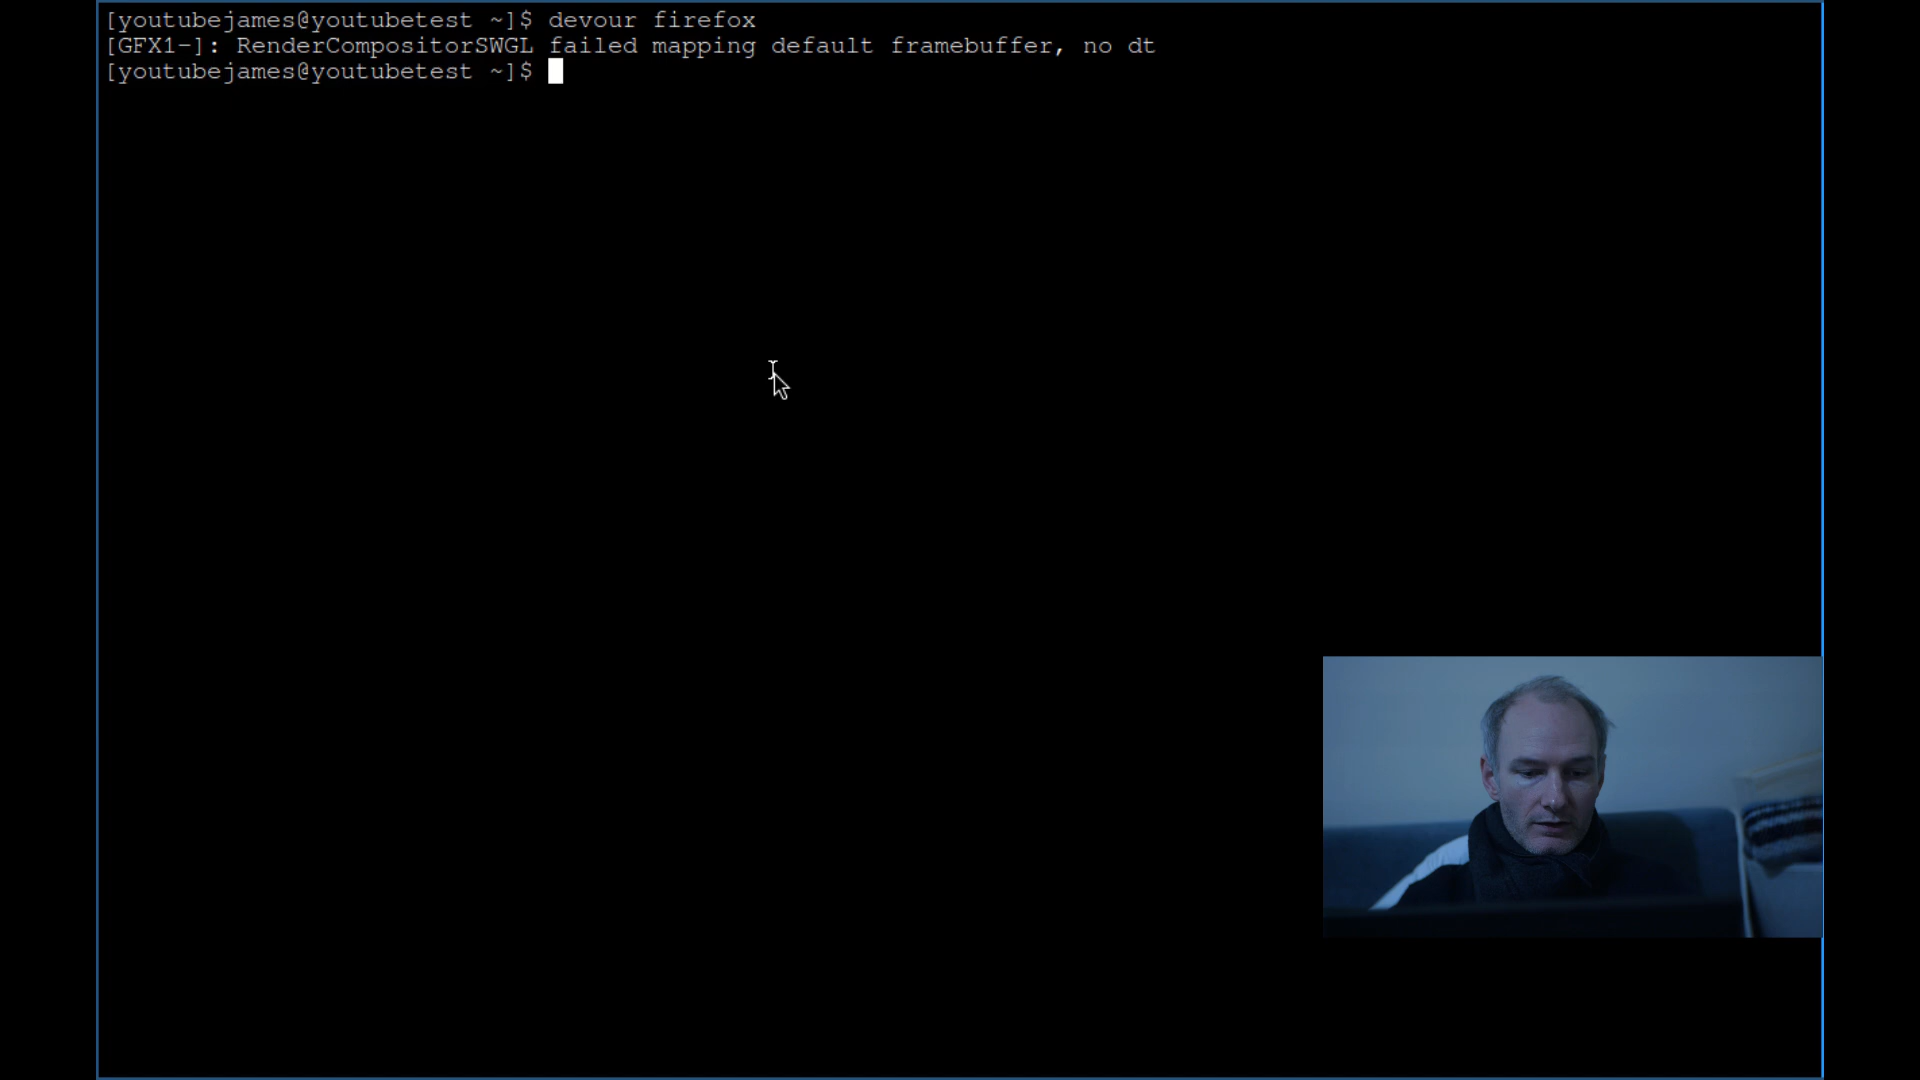 [youtubejames@youtubetest ~]$ devour firefox
[GFX1-]: RenderCompositorSWGL failed mapping default framebuffer, no dt
[youtubejames@youtubetest ~]$